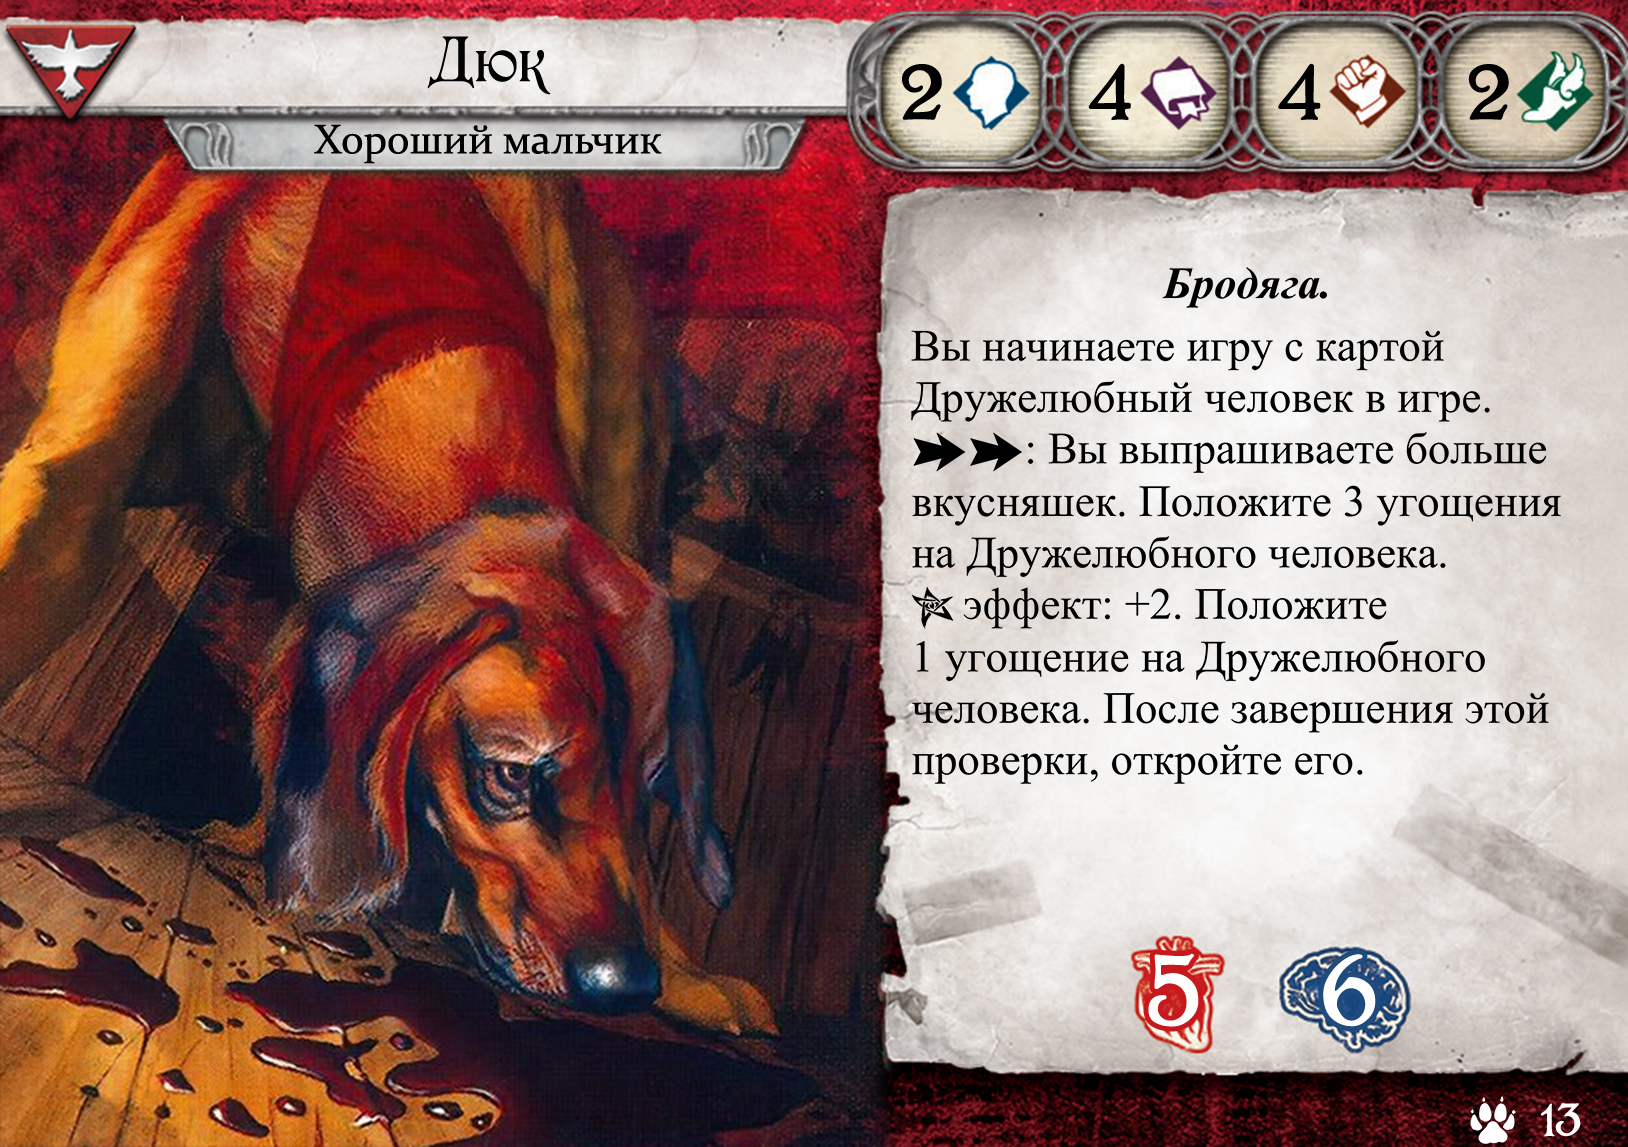 Дюк
2 4 4 2
Хороший мальчик
Бродяга.
Вы начинаете игру с картой
Дружелюбный человек в игре.
: Вы выпрашиваете больше
вкусняшек. Положите 3 угощения
на Дружелюбного человека.
эффект: +2. Положите
1 угощение на Дружелюбного
человека. После завершения этой
проверки, откройте его.
5 6
13